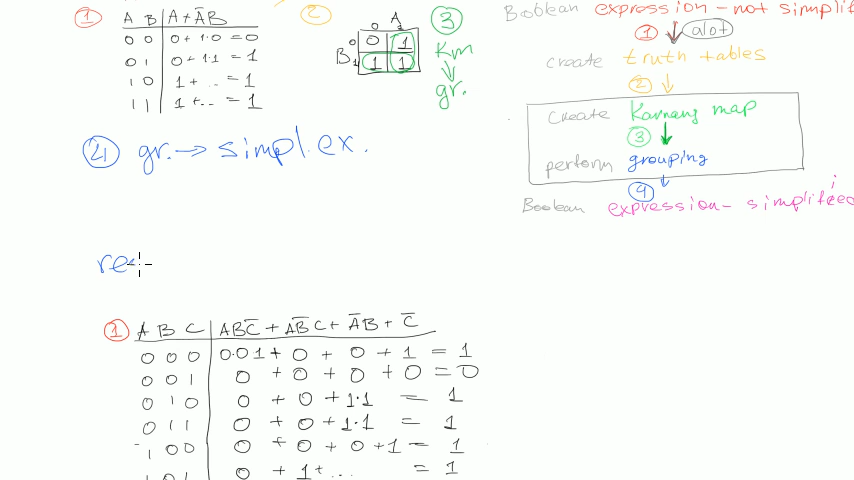 ① A B | A + A̅B
0 0 | 0 + 1·0 = 0
0 1 | 0 + 1·1 = 1
1 0 | 1 + .. = 1
1 1 | 1 + .. = 1
②
A
0 1
B 0 0 1
1 1 1
③
Km
gr.
Boolean expression - not simplif
① alot
create truth tables
②
create Karnang map
③
perform grouping
④
Boolean expression - simplified
④ gr. → simpl. ex.
re
① A B C | ABC̅ + AB̅C + A̅B + C̅
0 0 0 | 0·0·1 + 0 + 0 + 1 = 1
0 0 1 | 0 + 0 + 0 + 0 = 0
0 1 0 | 0 + 0 + 1·1 = 1
0 1 1 | 0 + 0 + 1·1 = 1
1 0 0 | 0 + 0 + 0 + 1 = 1
1 0 1 | 0 + 1 + ... = 1